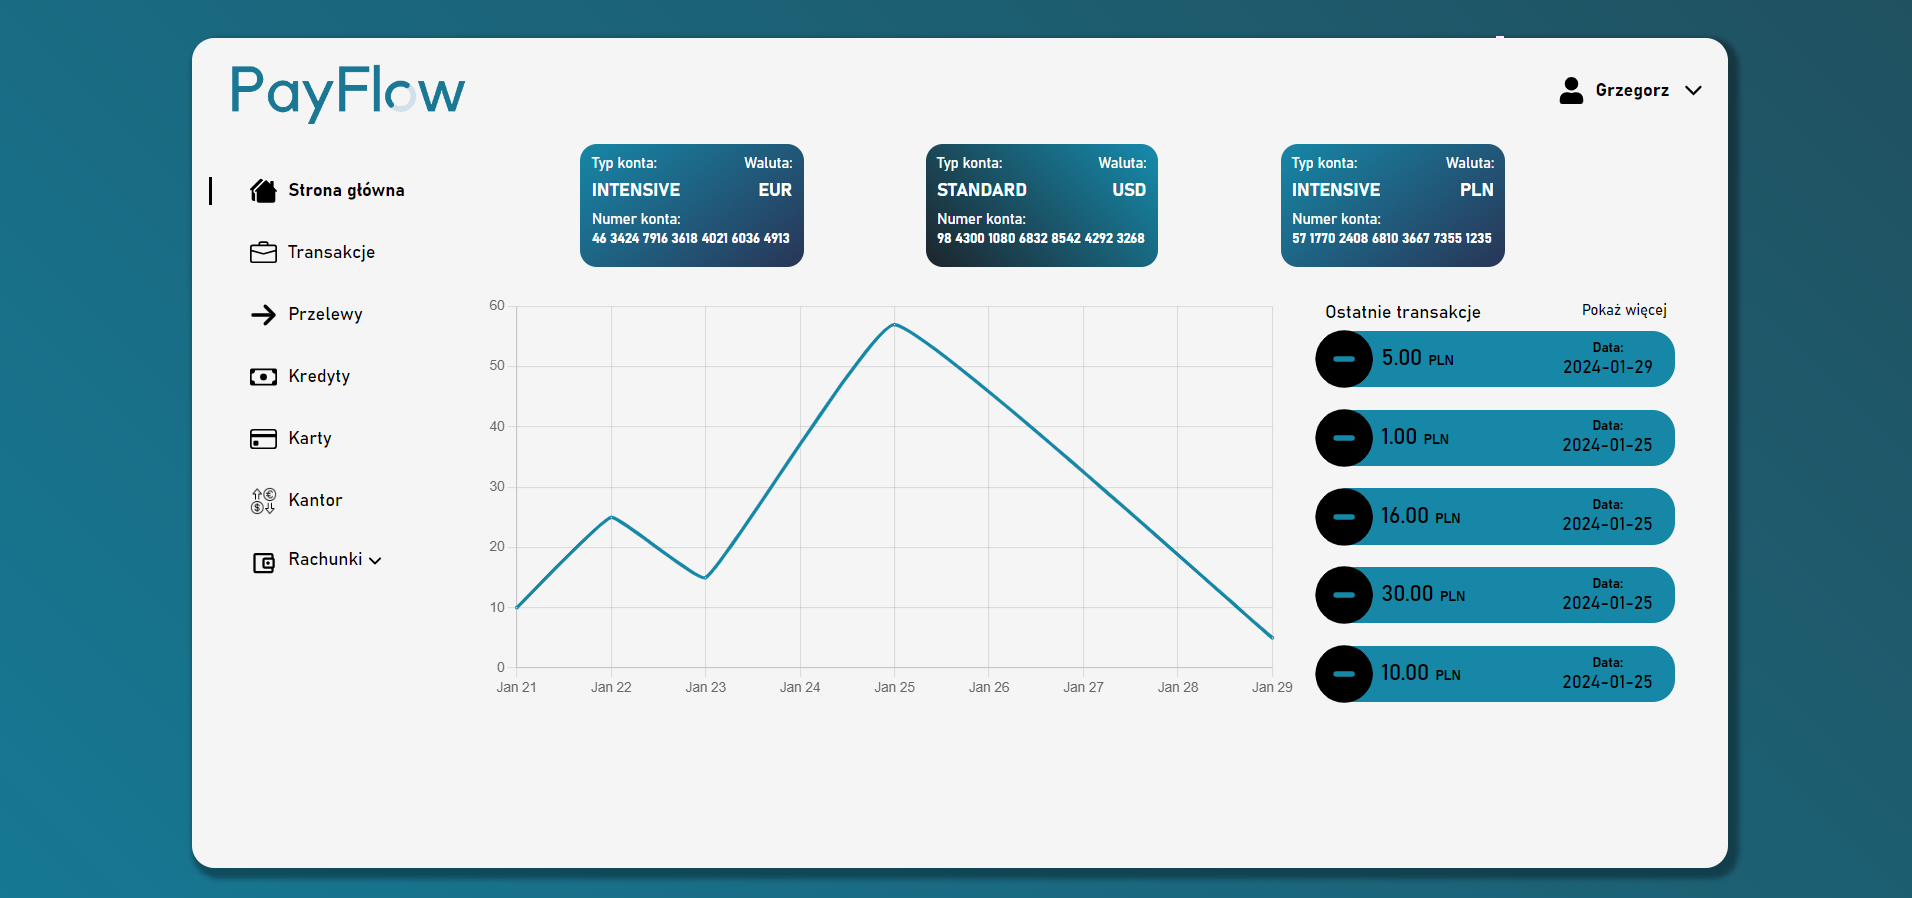 PayFlow
Grzegorz
Strona główna
Transakcje
Przelewy
Kredyty
Karty
Kantor
Rachunki
Typ konta: Waluta:
INTENSIVE EUR
Numer konta:
46 3424 7916 3618 4021 6036 4913
Typ konta: Waluta:
STANDARD USD
Numer konta:
98 4300 1080 6832 8542 4292 3268
Typ konta: Waluta:
INTENSIVE PLN
Numer konta:
57 1770 2408 6810 3667 7355 1235
60
50
40
30
20
10
0
Jan 21 Jan 22 Jan 23 Jan 24 Jan 25 Jan 26 Jan 27 Jan 28 Jan 29
Ostatnie transakcje Pokaż więcej
5.00 PLN
Data:
2024-01-29
1.00 PLN
Data:
2024-01-25
16.00 PLN
Data:
2024-01-25
30.00 PLN
Data:
2024-01-25
10.00 PLN
Data:
2024-01-25